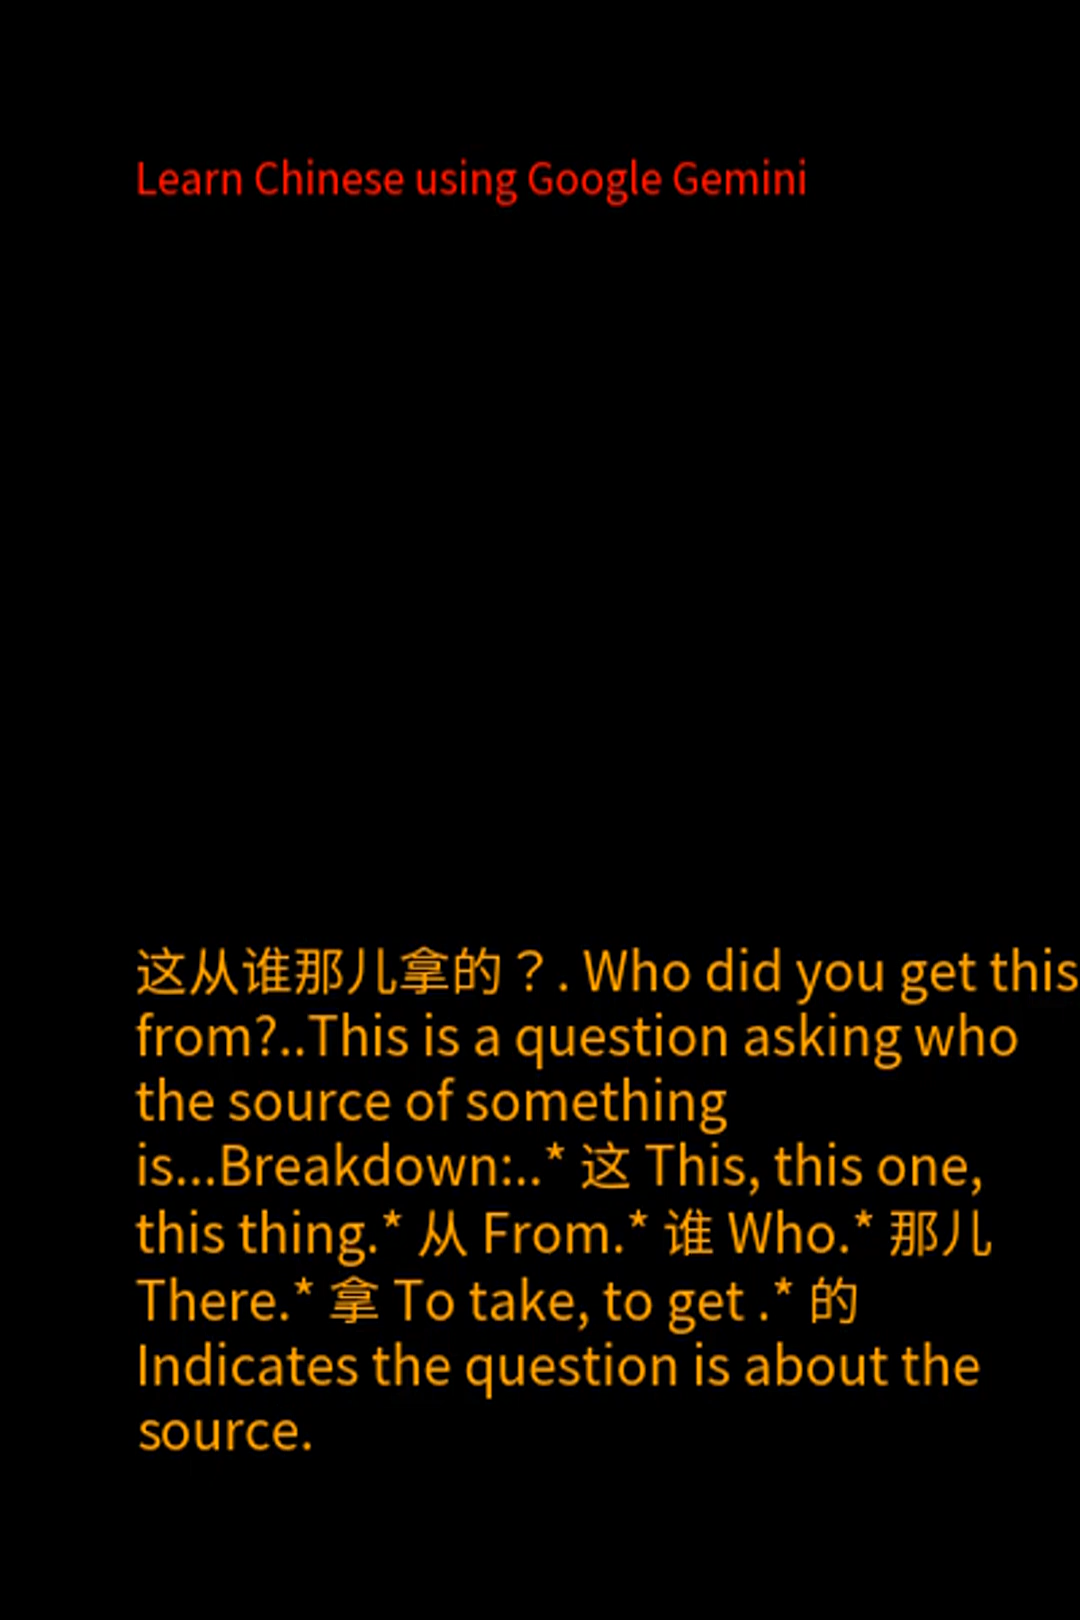 Learn Chinese using Google Gemini
这从谁那儿拿的？. Who did you get this
from?..This is a question asking who
the source of something
is...Breakdown:..* 这 This, this one,
this thing.* 从 From.* 谁 Who.* 那儿
There.* 拿 To take, to get .* 的
Indicates the question is about the
source.